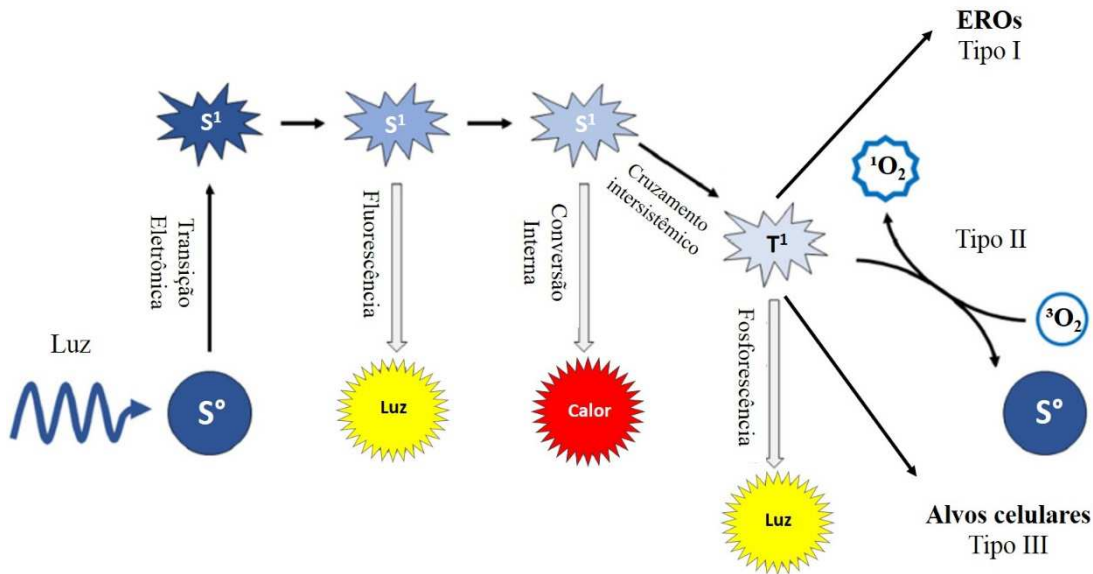 EROs
Tipo I
S¹
S¹
S¹
Cruzamento
intersistêmico
¹O₂
T¹
Tipo II
³O₂
Transição
Eletrônica
Fluorescência
Conversão
Interna
Fosforescência
Luz
S°
Luz
Calor
S°
Luz
Alvos celulares
Tipo III